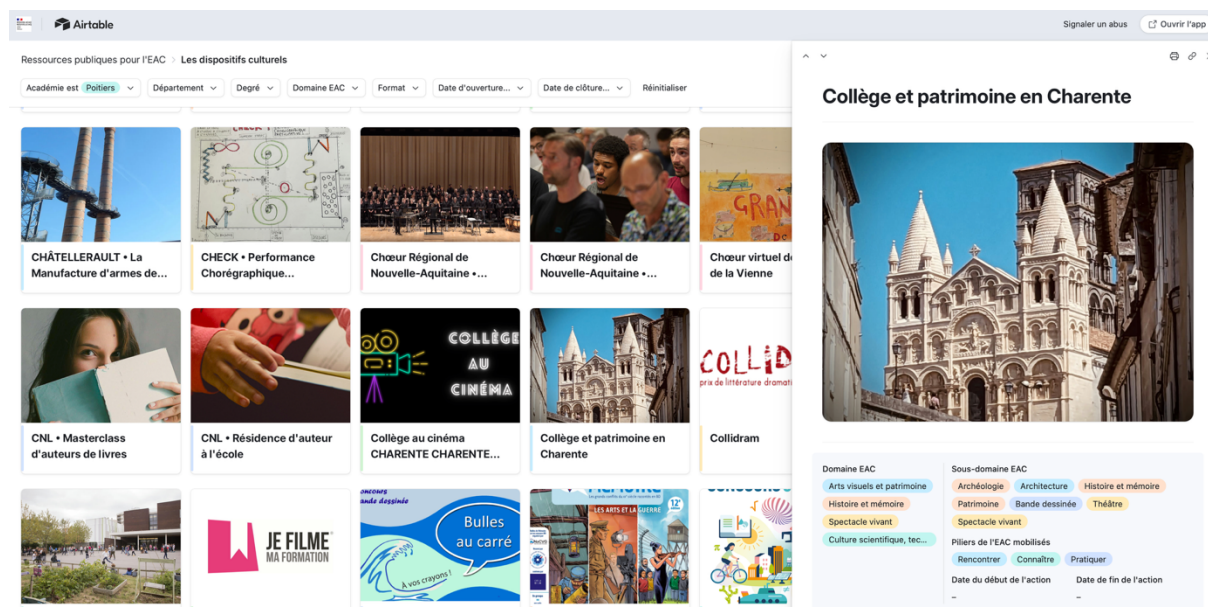 Airtable
Signaler un abus
Ouvrir l'app
Ressources publiques pour l'EAC > Les dispositifs culturels
Académie est Poitiers
Département
Degré
Domaine EAC
Format
Date d'ouverture...
Date de clôture...
Réinitialiser
CHÂTELLERAULT • La
Manufacture d'armes de...
CHECK • Performance
Chorégraphique...
Chœur Régional de
Nouvelle-Aquitaine •...
Chœur Régional de
Nouvelle-Aquitaine •...
GRAN
Chœur virtuel d
de la Vienne
CNL • Masterclass
d'auteurs de livres
CNL • Résidence d'auteur
à l'école
COLLÈGE
AU
CINÉMA
Collège au cinéma
CHARENTE CHARENTE...
Collège et patrimoine en
Charente
COLLID
prix de littérature dramati
Collidram
JE FILME
MA FORMATION
concours
bande dessinée
Bulles
au carré
À vos crayons !
LES ARTS ET LA GUERRE
12e
Collège et patrimoine en Charente
Domaine EAC
Arts visuels et patrimoine
Histoire et mémoire
Spectacle vivant
Culture scientifique, tec...
Sous-domaine EAC
Archéologie Architecture Histoire et mémoire
Patrimoine Bande dessinée Théâtre
Spectacle vivant
Piliers de l'EAC mobilisés
Rencontrer Connaître Pratiquer
Date du début de l'action
–
Date de fin de l'action
–